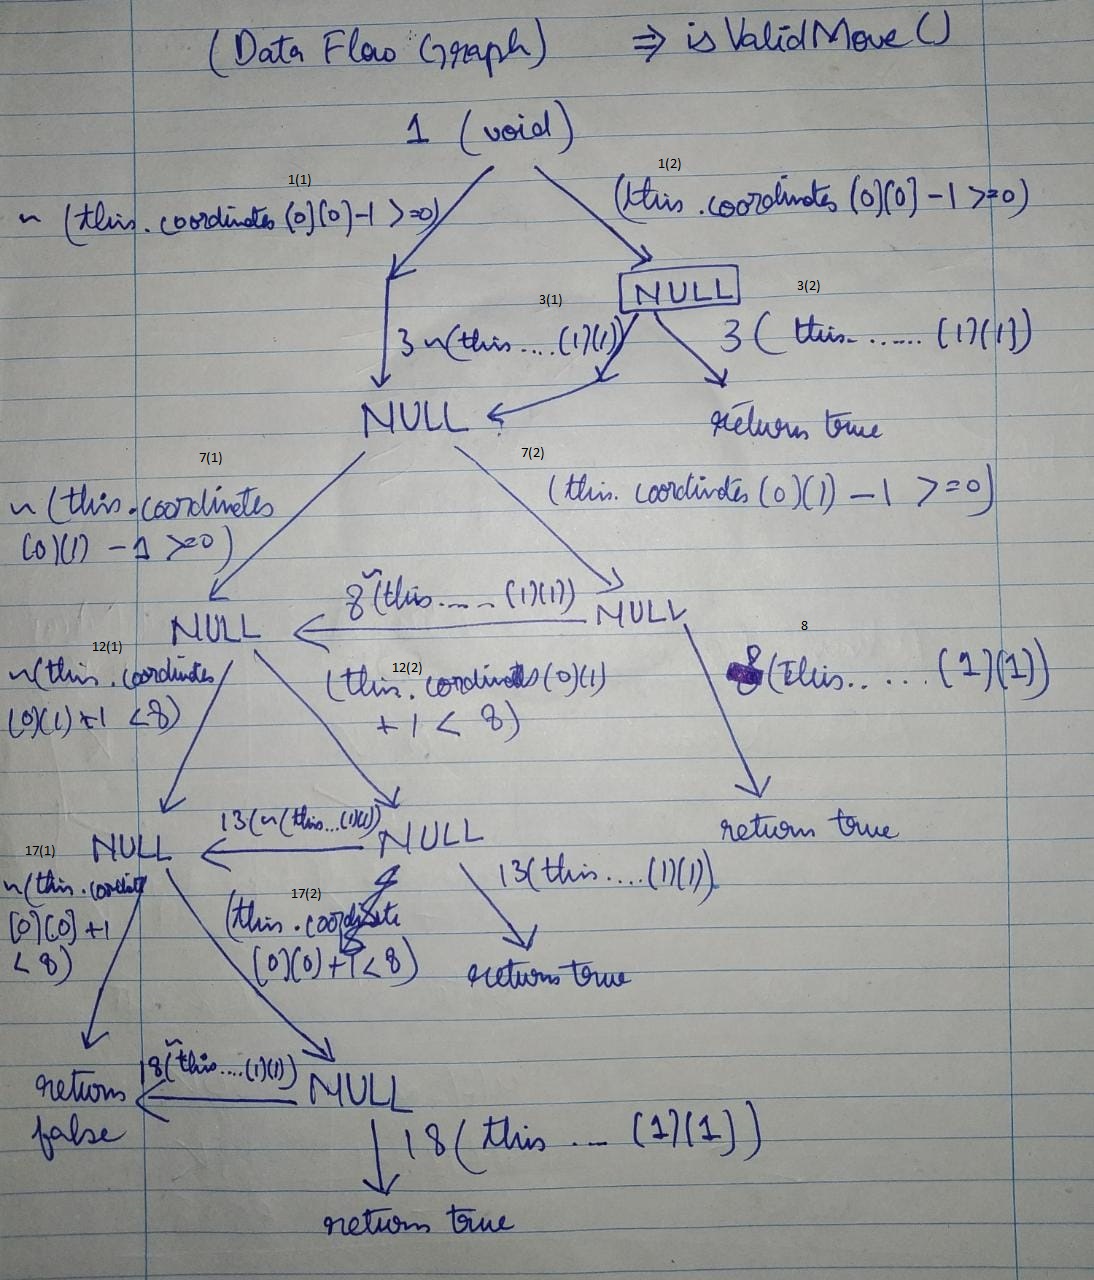 (Data Flow Graph) ⇒ isValidMove()
1 (void)
1(1)
1(2)
~ (this.coordinates (0)(0)-1 >=0)
(this.coordinates (0)(0)-1 >=0)
NULL
3(1)
3(2)
3 ~(this....(1)(1))
3 ( this....... (1)(1))
NULL
return true
7(1)
7(2)
~ (this.coordinates
(0)(1) -1 >=0)
(this. coordinates (0)(1) -1 >=0)
8 ~(this..... (1)(1))
NULL
NULL
12(1)
12(2)
8
~(this.coordinates
(0)(1)+1 <8)
(this. cordinates (0)(1)
+1 < 8)
8(this....... (1)(1))
13(~(this...(1)(1))
NULL
NULL
return true
17(1)
17(2)
~(this.cordinate
[0](0)+1
<8)
(this.coordinate
(0)(0)+1<8)
13(this....(1)(1))
return true
18(~this....(1)(1))
return
false
NULL
18(this ... (1)(1))
return true